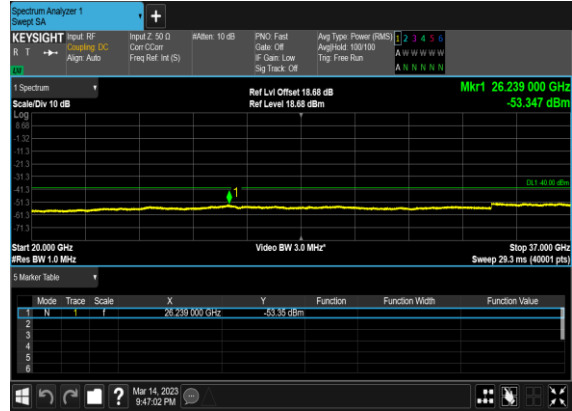 Spectrum Analyzer 1
Swept SA
+
KEYSIGHT Input: RF Input Z: 50 Ω #Atten: 10 dB PNO: Fast Avg Type: Power (RMS) 1 2 3 4 5 6
R T Coupling: DC Corr CCorr Gate: Off Avg|Hold: 100/100 A W W W W W
Align: Auto Freq Ref: Int (S) IF Gain: Low Trig: Free Run
Sig Track: Off A N N N N N
1 Spectrum Ref Lvl Offset 18.68 dB Mkr1 26.239 000 GHz
Scale/Div 10 dB Ref Level 18.68 dBm -53.347 dBm
Log
8.68
-1.32
-11.3
-21.3
-31.3
-41.3 DL1 -40.00 dBm
-51.3 1
-61.3
-71.3
Start 20.000 GHz Video BW 3.0 MHz* Stop 37.000 GHz
#Res BW 1.0 MHz Sweep 29.3 ms (40001 pts)
5 Marker Table
Mode Trace Scale X Y Function Function Width Function Value
1 N 1 f 26.239 000 GHz -53.35 dBm
2
3
4
5
6
? Mar 14, 2023
9:47:02 PM